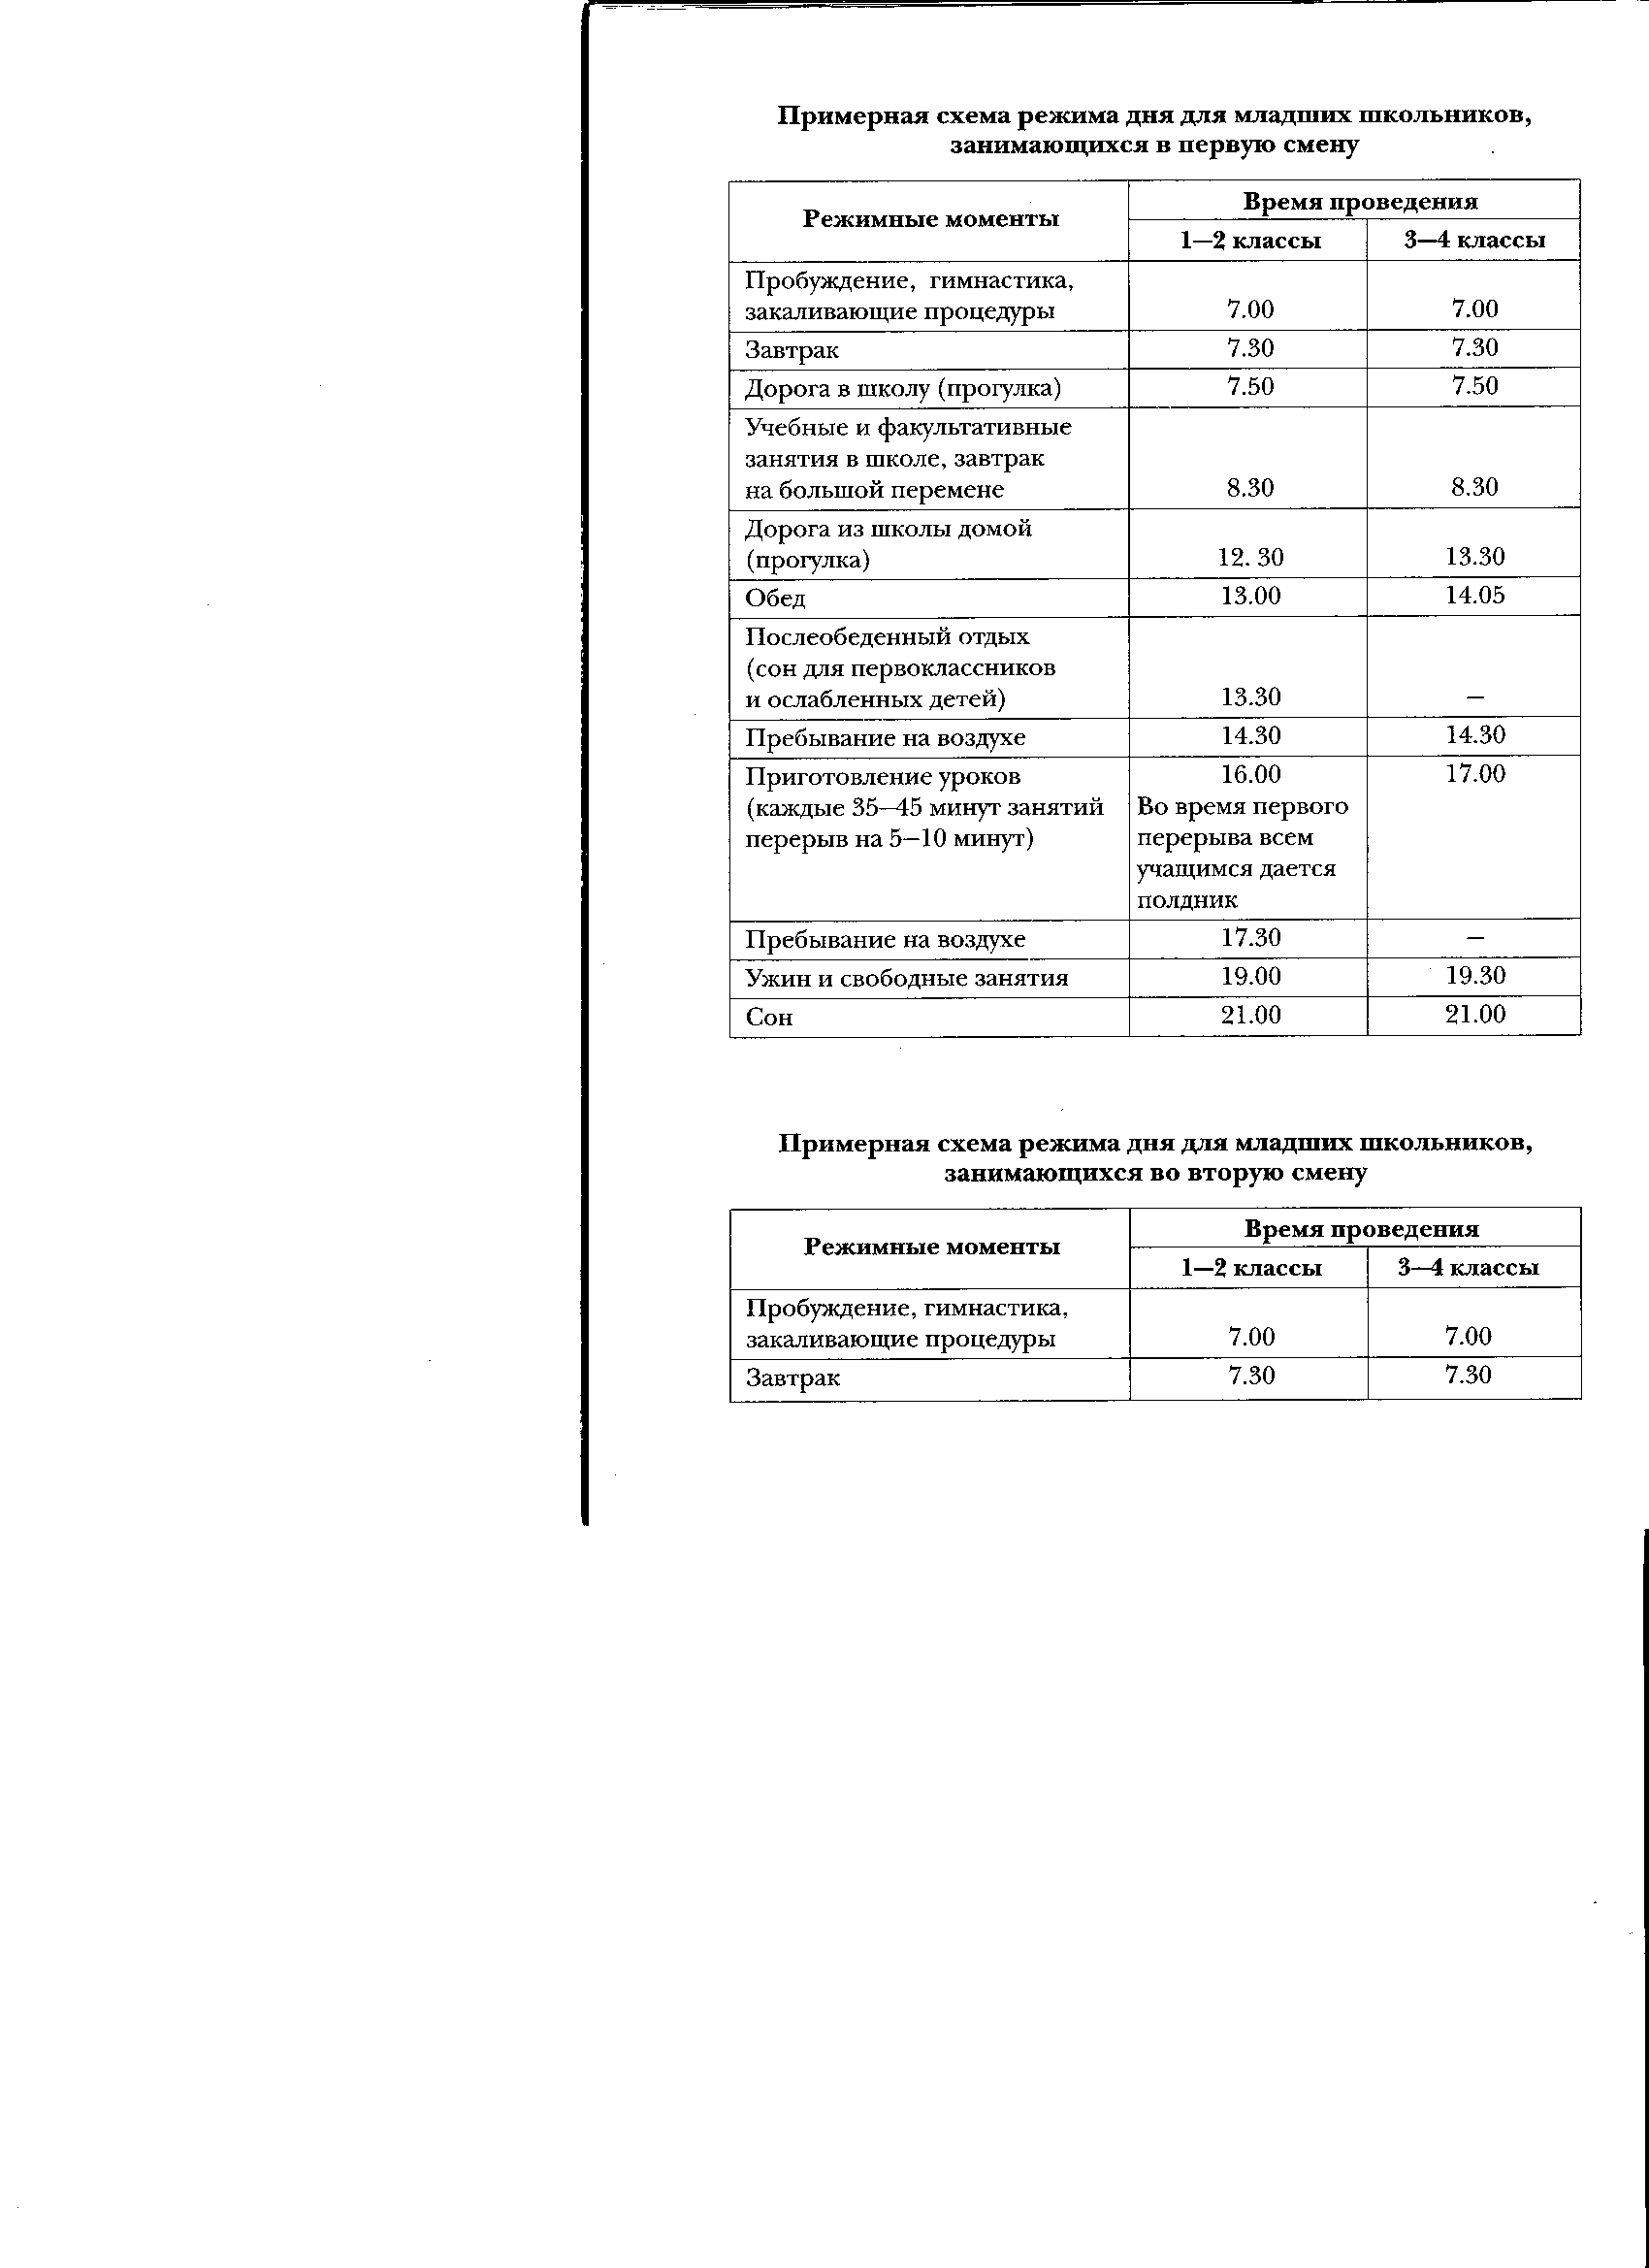 Примерная схема режима дня для младших школьников,
занимающихся в первую смену
Режимные моменты
Время проведения
1—2 классы 3—4 классы
Пробуждение, гимнастика,
закаливающие процедуры 7.00 7.00
Завтрак 7.30 7.30
Дорога в школу (прогулка) 7.50 7.50
Учебные и факультативные
занятия в школе, завтрак
на большой перемене 8.30 8.30
Дорога из школы домой
(прогулка) 12. 30 13.30
Обед 13.00 14.05
Послеобеденный отдых
(сон для первоклассников
и ослабленных детей) 13.30 —
Пребывание на воздухе 14.30 14.30
Приготовление уроков 16.00 17.00
(каждые 35—45 минут занятий Во время первого
перерыв на 5—10 минут) перерыва всем
учащимся дается
полдник
Пребывание на воздухе 17.30 —
Ужин и свободные занятия 19.00 19.30
Сон 21.00 21.00
Примерная схема режима дня для младших школьников,
занимающихся во вторую смену
Режимные моменты
Время проведения
1—2 классы 3—4 классы
Пробуждение, гимнастика,
закаливающие процедуры 7.00 7.00
Завтрак 7.30 7.30